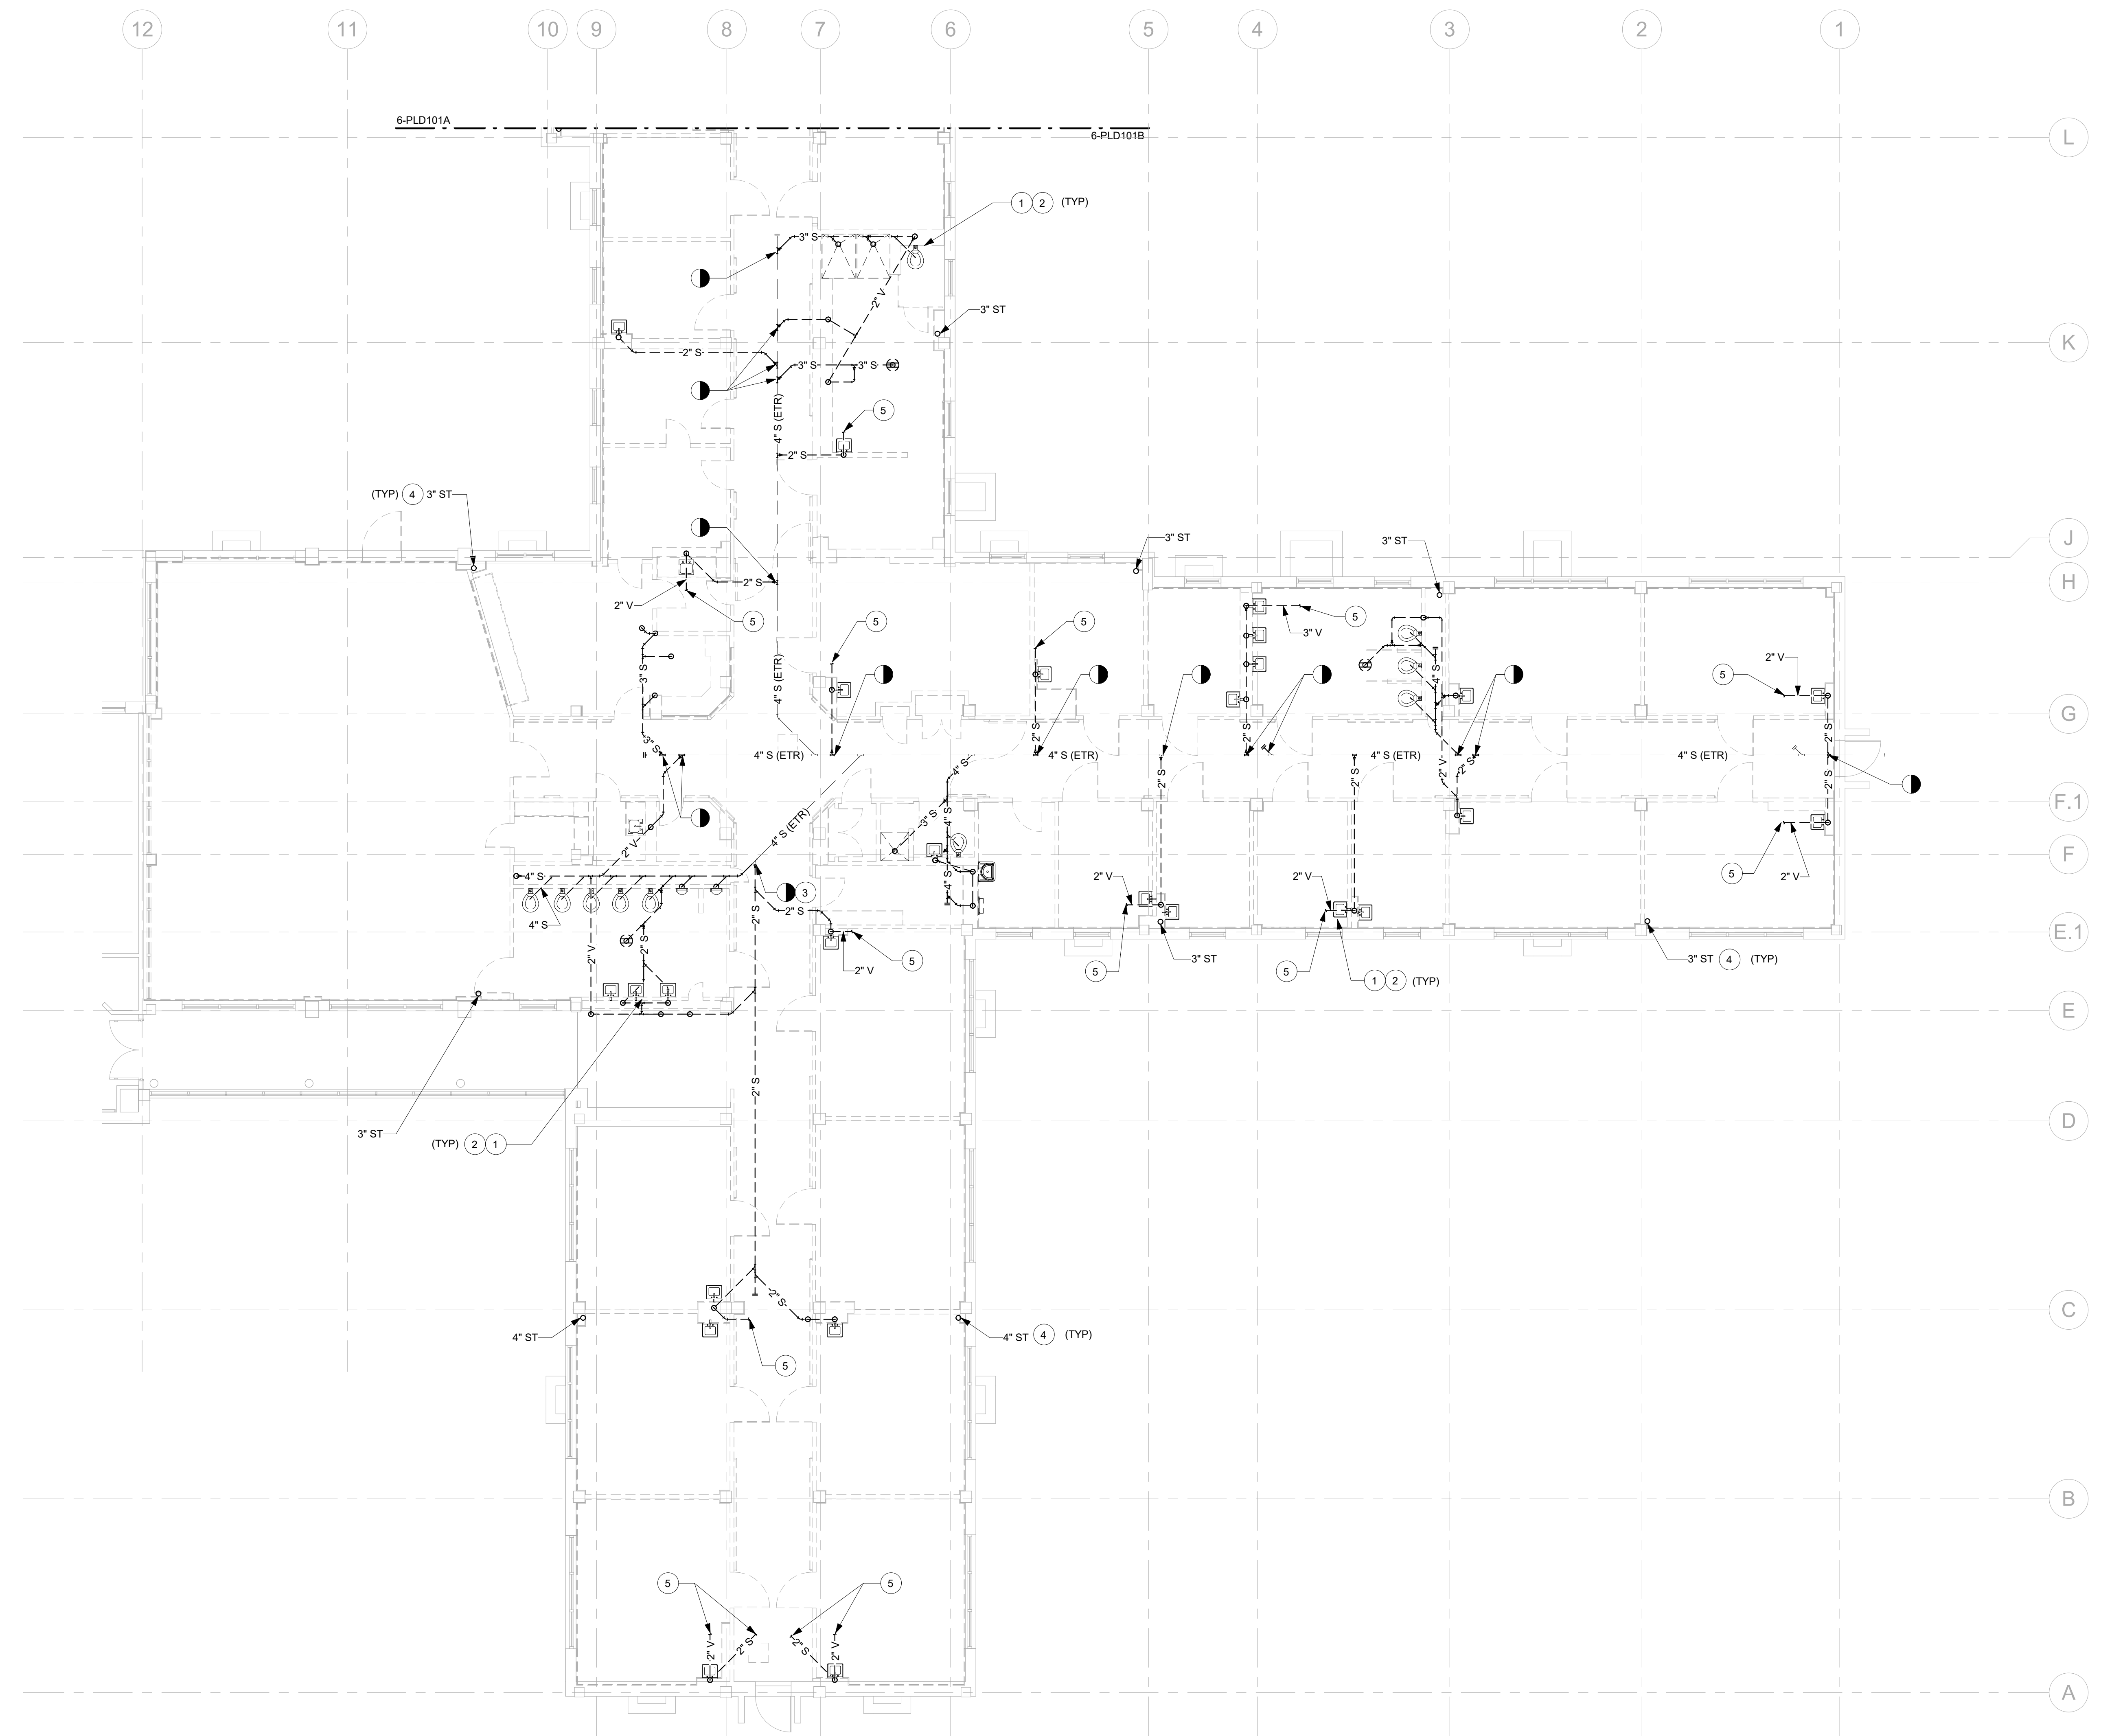 12 11 10 9 8 7 6 5 4 3 2 1
6-PLD101A
6-PLD101B
L
1 2 (TYP)
3" S
2" V
3" ST
K
2" S
3" S 3" S
5
4" S (ETR)
2" S
(TYP) 4 3" ST
3" ST
3" ST
J
2" S
H
2" V
5
5
5
3" V
5
3" S
4" S (ETR)
4" S
2" V
5
G
2" S
2" S
2" S
3" S
4" S (ETR)
4" S (ETR)
4" S (ETR)
4" S (ETR)
4" S
2" S
2" S
2" V
2" S
2" S
F.1
3" S
4" S
4" S (ETR)
2" V
F
4" S
3
2" V
2" V
5
2" V
4" S
4" S
2" S
2" S
E.1
2" V
2" S
5
2" V
5
3" ST
5
1 2 (TYP)
3" ST 4 (TYP)
E
2" S
D
3" ST
(TYP) 2 1
2" S
C
4" ST
4" ST 4 (TYP)
5
B
5
5
2" V
2" S
2" S
2" V
A